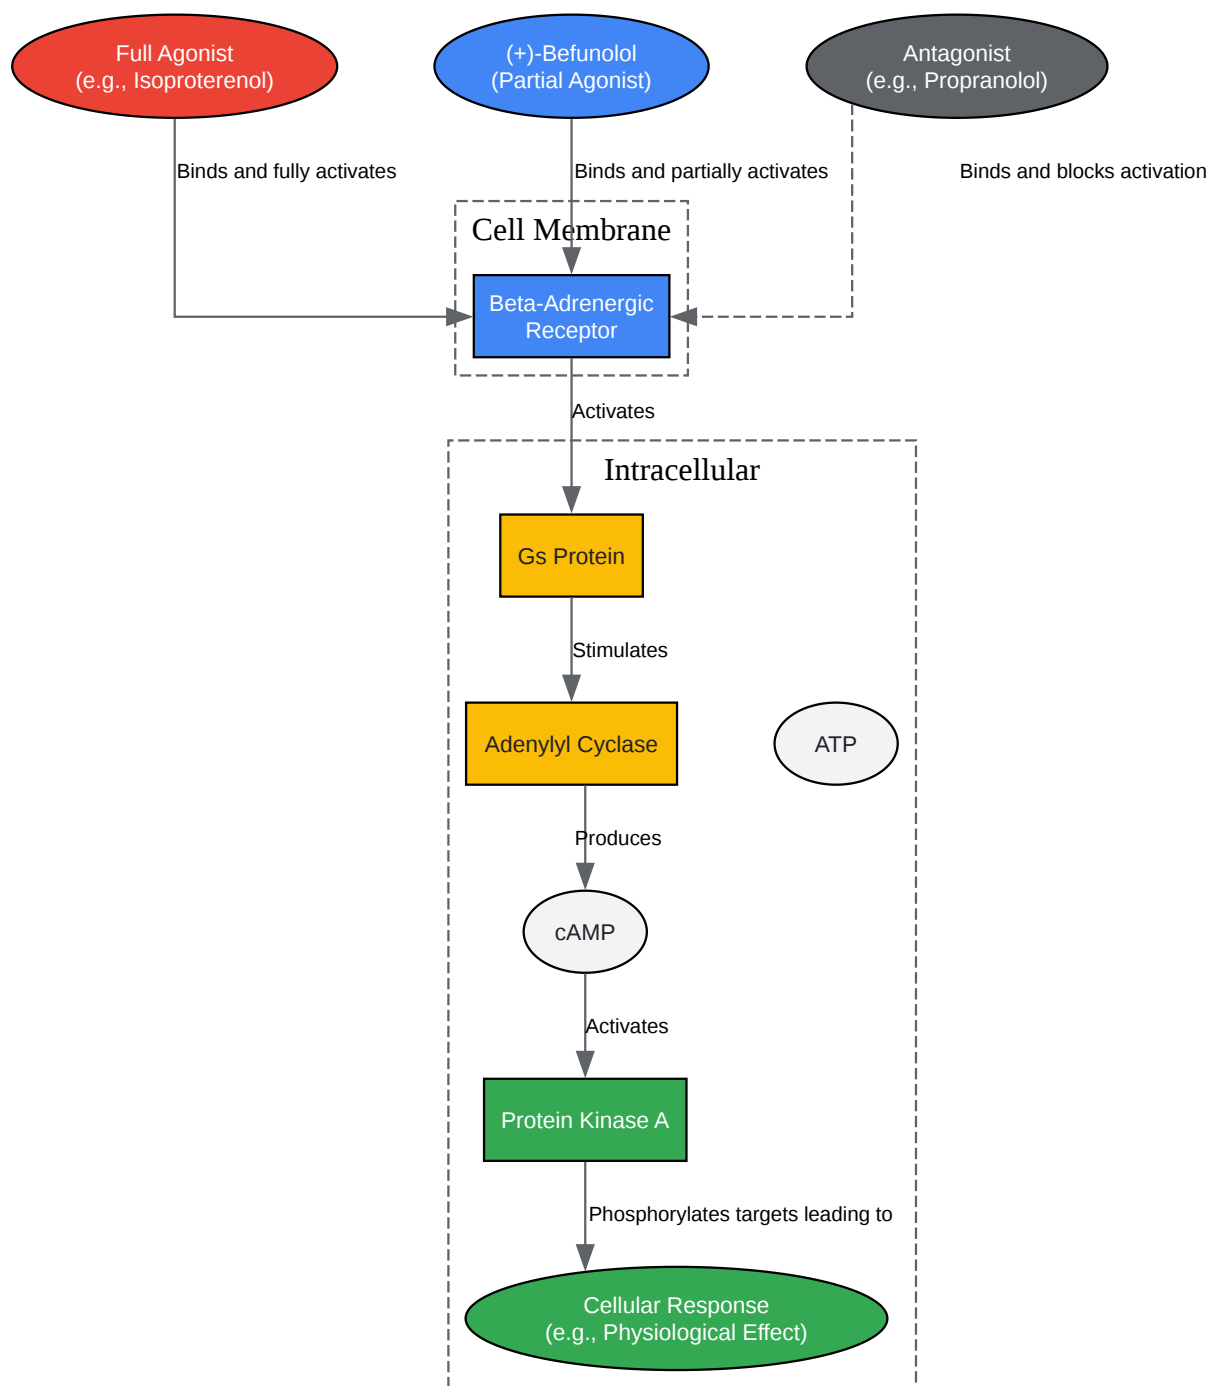 Full Agonist
(e.g., Isoproterenol)
(+)-Befunolol
(Partial Agonist)
Antagonist
(e.g., Propranolol)
Binds and fully activates
Binds and partially activates
Binds and blocks activation
Cell Membrane
Beta-Adrenergic
Receptor
Activates
Intracellular
Gs Protein
Stimulates
Adenylyl Cyclase
ATP
Produces
cAMP
Activates
Protein Kinase A
Phosphorylates targets leading to
Cellular Response
(e.g., Physiological Effect)